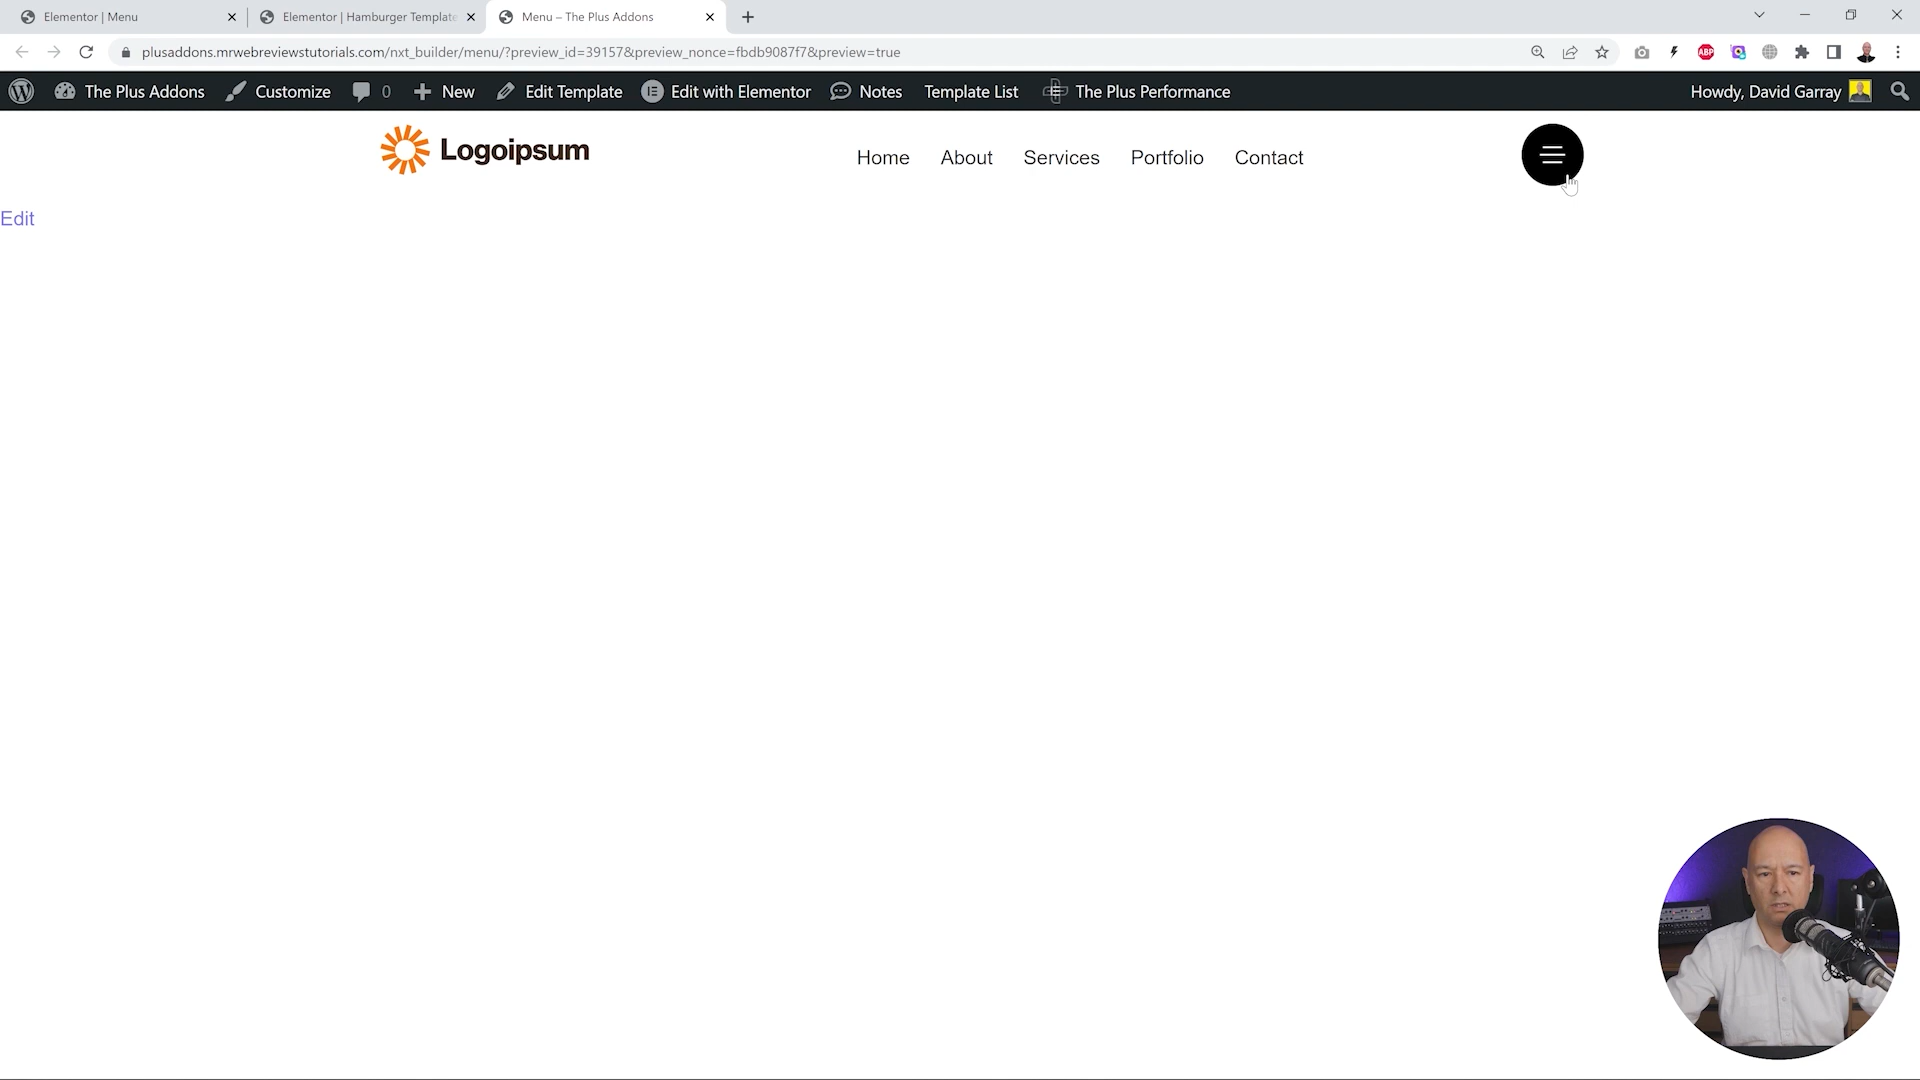 Elementor | Menu
Elementor | Hamburger Template
Menu – The Plus Addons
plusaddons.mrwebreviewstutorials.com/nxt_builder/menu/?preview_id=39157&preview_nonce=fbdb9087f7&preview=true
ABP
The Plus Addons
Customize
0
New
Edit Template
Edit with Elementor
Notes
Template List
The Plus Performance
Howdy, David Garray
Logoipsum
Home
About
Services
Portfolio
Contact
Edit